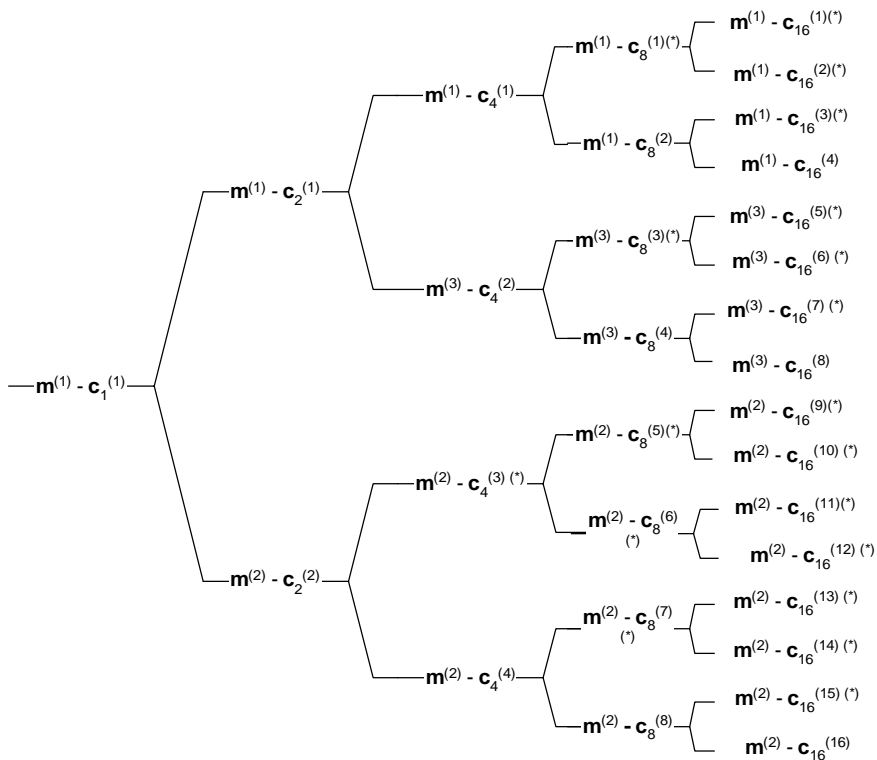 m(1) - c1(1)
m(1) - c2(1)
m(2) - c2(2)
m(1) - c4(1)
m(3) - c4(2)
m(2) - c4(3) (*)
m(2) - c4(4)
m(1) - c8(1)(*)
m(1) - c8(2)
m(3) - c8(3)(*)
m(3) - c8(4)
m(2) - c8(5)(*)
m(2) - c8(6)
(*)
m(2) - c8(7)
(*)
m(2) - c8(8)
m(1) - c16(1)(*)
m(1) - c16(2)(*)
m(1) - c16(3)(*)
m(1) - c16(4)
m(3) - c16(5)(*)
m(3) - c16(6) (*)
m(3) - c16(7) (*)
m(3) - c16(8)
m(2) - c16(9)(*)
m(2) - c16(10) (*)
m(2) - c16(11)(*)
m(2) - c16(12) (*)
m(2) - c16(13) (*)
m(2) - c16(14) (*)
m(2) - c16(15) (*)
m(2) - c16(16)